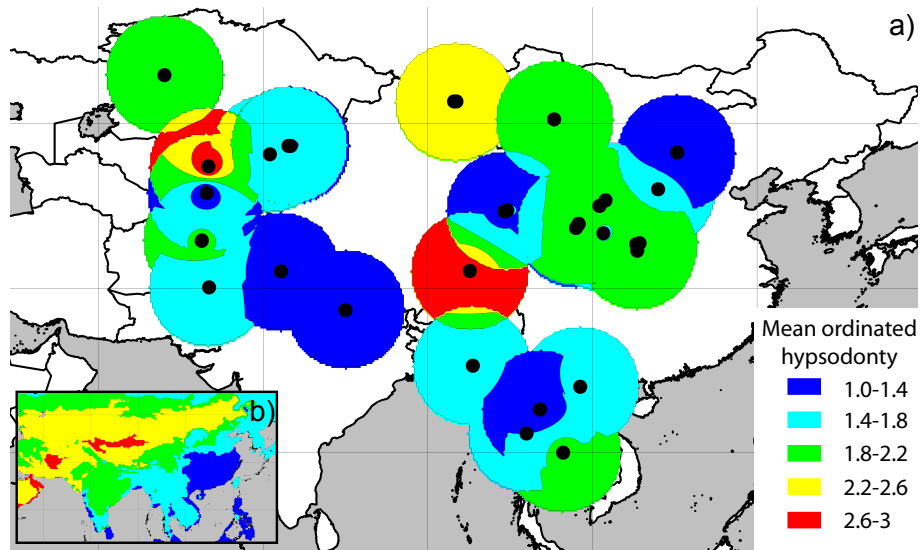 a)
b)
Mean ordinated
hypsodonty
1.0-1.4
1.4-1.8
1.8-2.2
2.2-2.6
2.6-3